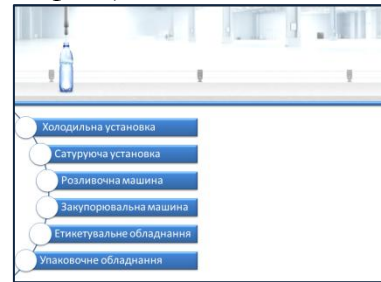 Холодильна установка
Сатуруюча установка
Розливочна машина
Закупорювальна машина
Етикетувальне обладнання
Упаковочне обладнання